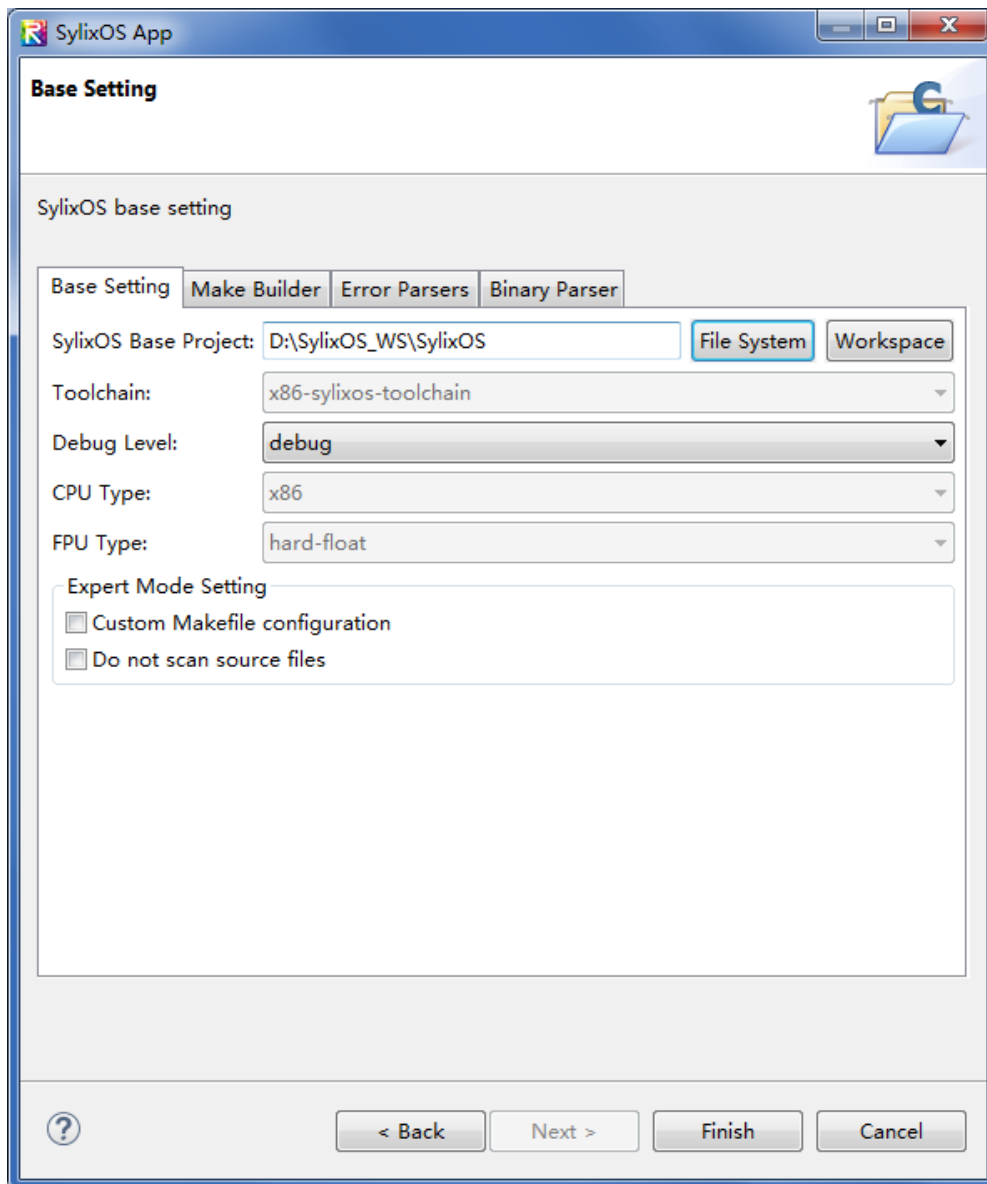 SylixOS App
Base Setting
SylixOS base setting
Base Setting Make Builder Error Parsers Binary Parser
SylixOS Base Project: D:\SylixOS_WS\SylixOS File System Workspace
Toolchain: x86-sylixos-toolchain
Debug Level: debug
CPU Type: x86
FPU Type: hard-float
Expert Mode Setting
Custom Makefile configuration
Do not scan source files
? < Back Next > Finish Cancel